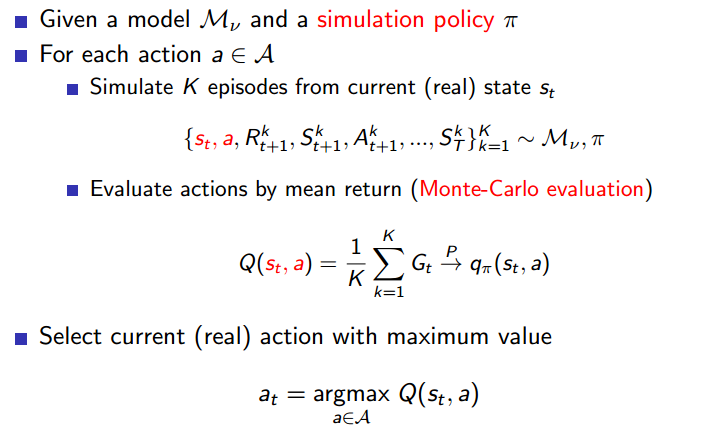 Given a model $\mathcal{M}_\nu$ and a simulation policy $\pi$
For each action $a \in \mathcal{A}$
Simulate $K$ episodes from current (real) state $s_t$
$\{s_t, a, R^k_{t+1}, S^k_{t+1}, A^k_{t+1}, ..., S^k_T\}^K_{k=1} \sim \mathcal{M}_\nu, \pi$
Evaluate actions by mean return (Monte-Carlo evaluation)
$Q(s_t, a) = \frac{1}{K} \sum_{k=1}^{K} G_t \overset{P}{\to} q_\pi(s_t, a)$
Select current (real) action with maximum value
$a_t = \underset{a \in \mathcal{A}}{\operatorname{argmax}}\ Q(s_t, a)$